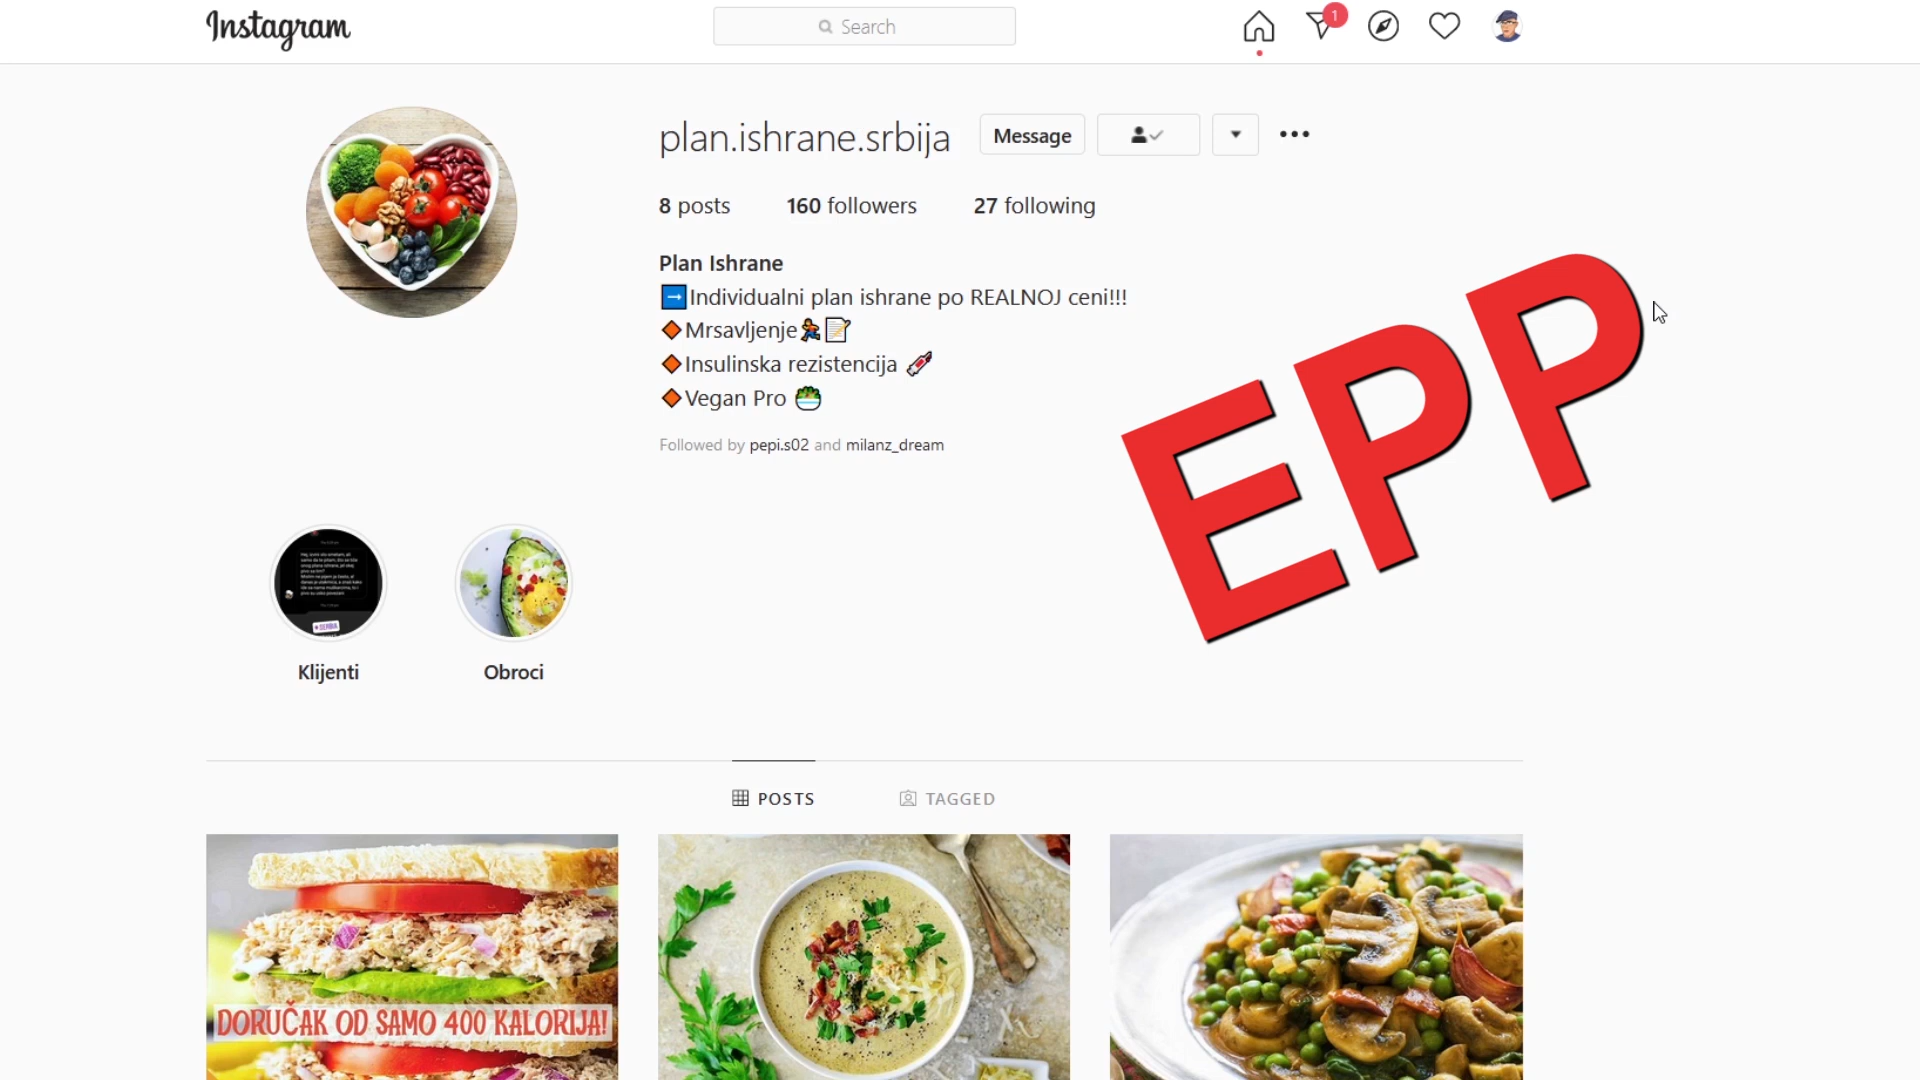 Instagram
Search
1
plan.ishrane.srbija
Message
8 posts 160 followers 27 following
Plan Ishrane
➡Individualni plan ishrane po REALNOJ ceni!!!
🔶Mrsavljenje🏃📝
🔶Insulinska rezistencija 💉
🔶Vegan Pro 🥗
Followed by pepi.s02 and milanz_dream
EPP
Klijenti Obroci
POSTS TAGGED
DORUČAK OD SAMO 400 KALORIJA!